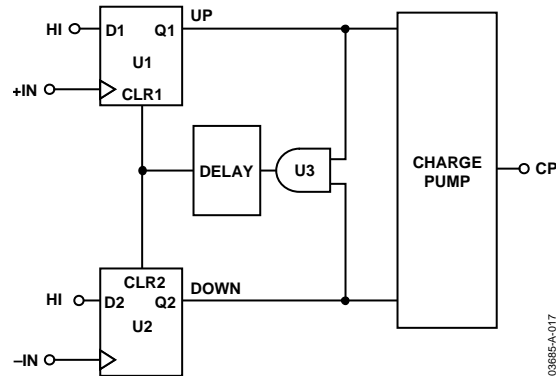 HI
D1 Q1
UP
U1
+IN
CLR1
DELAY
U3
CHARGE
PUMP
CP
CLR2
HI
D2 Q2
DOWN
U2
–IN
03685-A-017